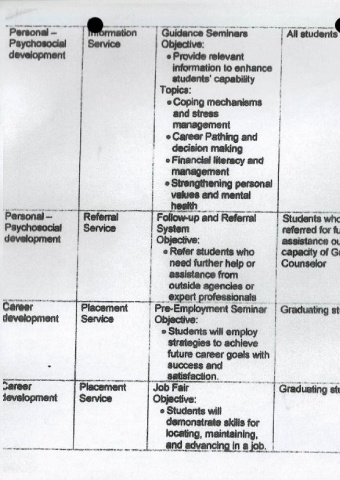 Personal –
Psychosocial
development
Information
Service
Guidance Seminars
Objective:
• Provide relevant
information to enhance
students' capability
Topics:
• Coping mechanisms
and stress
management
• Career Pathing and
decision making
• Financial literacy and
management
• Strengthening personal
values and mental
health
All students
Personal –
Psychosocial
development
Referral
Service
Follow-up and Referral
System
Objective:
• Refer students who
need further help or
assistance from
outside agencies or
expert professionals
Students who
referred for fu
assistance ou
capacity of G
Counselor
Career
development
Placement
Service
Pre-Employment Seminar
Objective:
• Students will employ
strategies to achieve
future career goals with
success and
satisfaction.
Graduating st
Career
development
Placement
Service
Job Fair
Objective:
• Students will
demonstrate skills for
locating, maintaining,
and advancing in a job.
Graduating stu